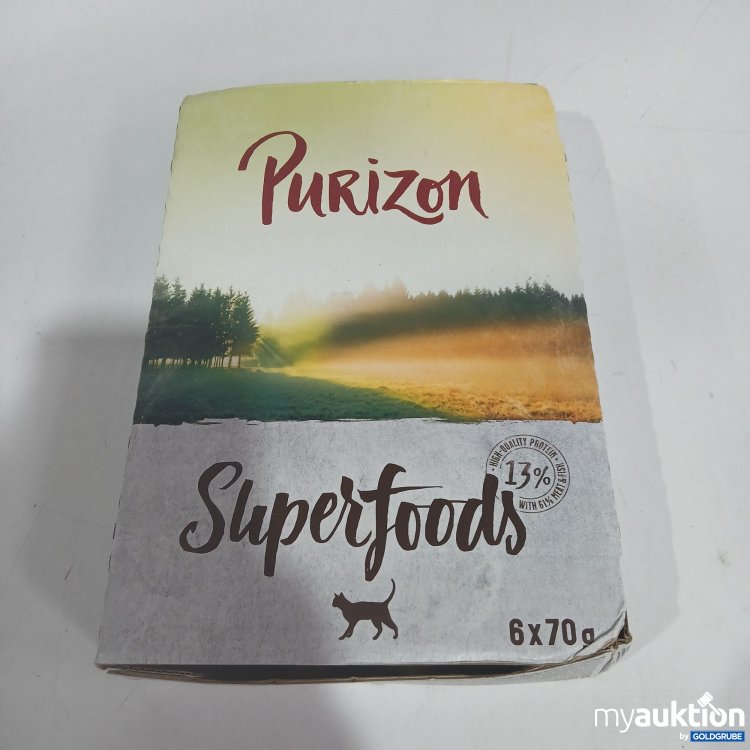 Purizon
HIGH-QUALITY PROTEIN
13%
WITH 61% MEAT & FISH
Superfoods
6x70g
myauktion
by GOLDGRUBE